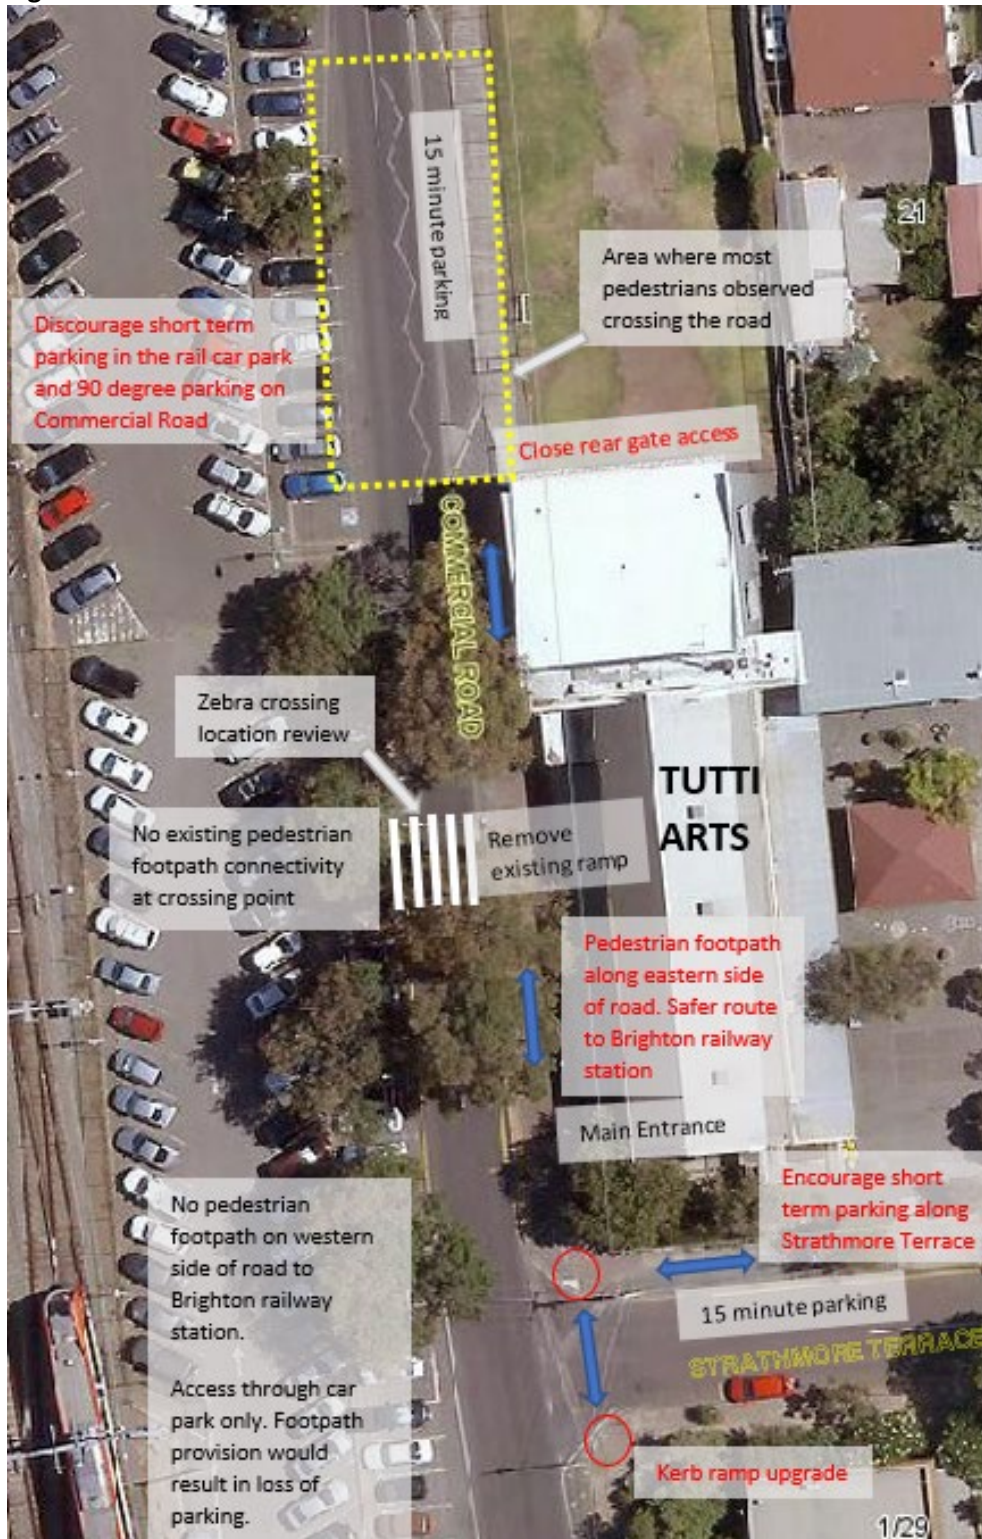 15 minute parking
21
Area where most
pedestrians observed
crossing the road
Discourage short term
parking in the rail car park
and 90 degree parking on
Commercial Road
Close rear gate access
COMMERCIAL ROAD
Zebra crossing
location review
TUTTI
ARTS
No existing pedestrian
footpath connectivity
at crossing point
Remove
existing ramp
Pedestrian footpath
along eastern side
of road. Safer route
to Brighton railway
station
Main Entrance
Encourage short
term parking along
Strathmore Terrace
No pedestrian
footpath on western
side of road to
Brighton railway
station.
Access through car
park only. Footpath
provision would
result in loss of
parking.
15 minute parking
STRATHMORE TERRACE
Kerb ramp upgrade
1/29